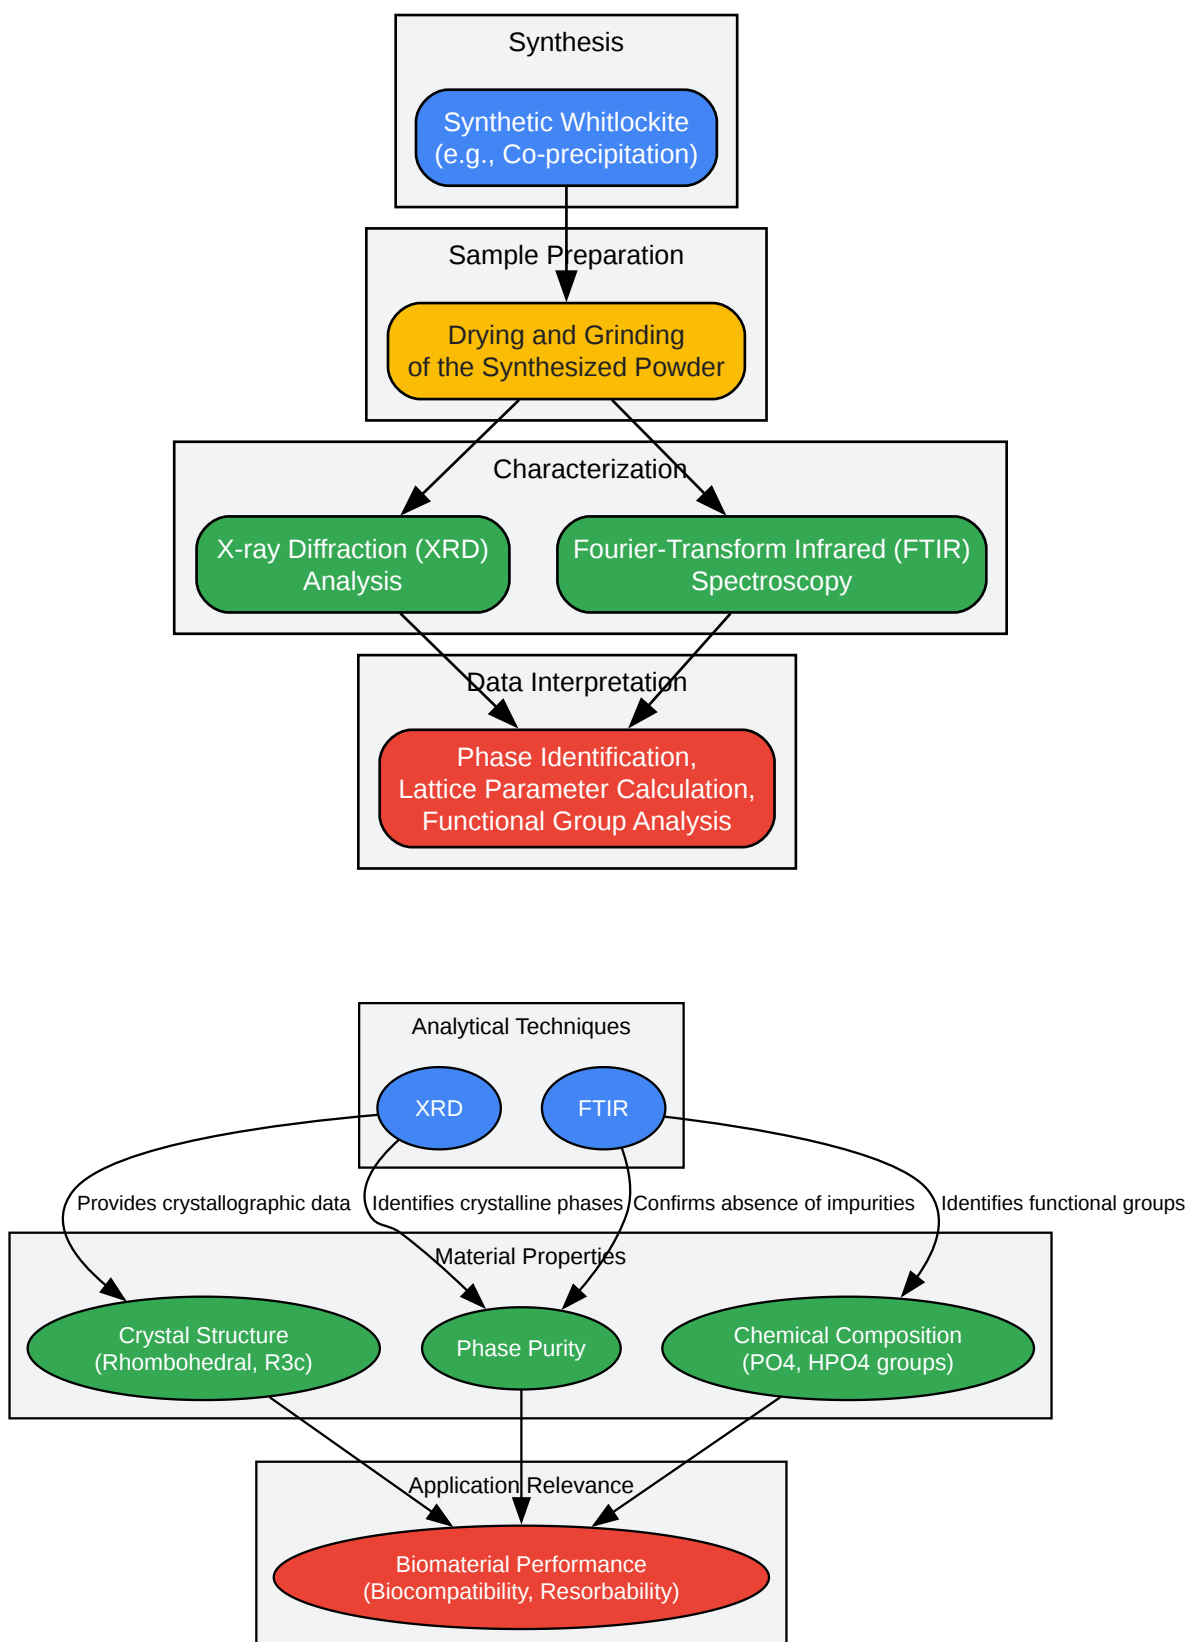 Synthesis
Synthetic Whitlockite
(e.g., Co-precipitation)
Sample Preparation
Drying and Grinding
of the Synthesized Powder
Characterization
X-ray Diffraction (XRD)
Analysis
Fourier-Transform Infrared (FTIR)
Spectroscopy
Data Interpretation
Phase Identification,
Lattice Parameter Calculation,
Functional Group Analysis
Analytical Techniques
XRD
FTIR
Provides crystallographic data
Identifies crystalline phases
Confirms absence of impurities
Identifies functional groups
Material Properties
Crystal Structure
(Rhombohedral, R3c)
Phase Purity
Chemical Composition
(PO4, HPO4 groups)
Application Relevance
Biomaterial Performance
(Biocompatibility, Resorbability)